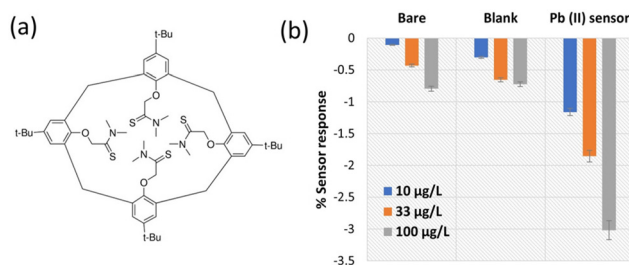 (a)
t-Bu
O
S
N
t-Bu
O
N
S
N
S
O
t-Bu
N
S
O
t-Bu
(b)
Bare Blank Pb (II) sensor
% Sensor response
0
-0.5
-1
-1.5
-2
-2.5
-3
-3.5
10 µg/L
33 µg/L
100 µg/L